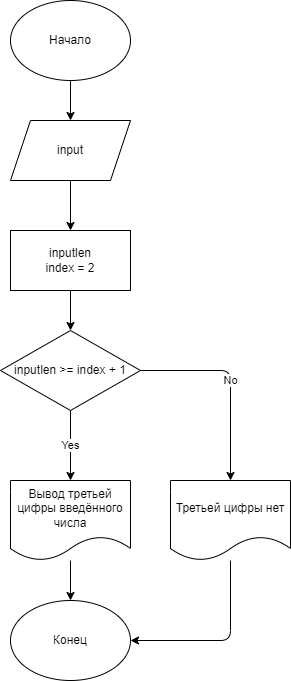 Начало
input
inputlen
index = 2
inputlen >= index + 1
No
Yes
Вывод третьей
цифры введённого
числа
Третьей цифры нет
Конец